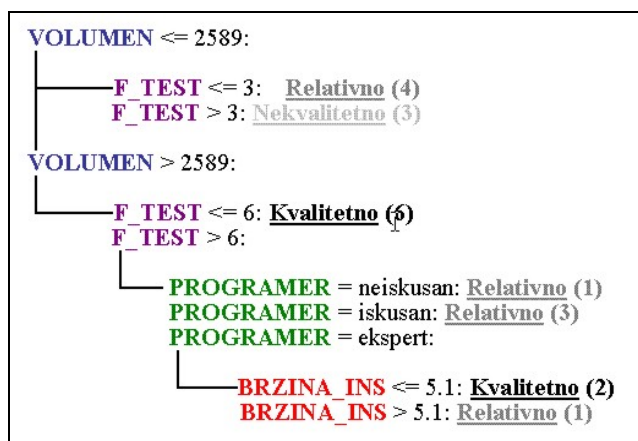 VOLUMEN <= 2589:
F_TEST <= 3: Relativno (4)
F_TEST > 3: Nekvalitetno (3)
VOLUMEN > 2589:
F_TEST <= 6: Kvalitetno (6)
F_TEST > 6:
PROGRAMER = neiskusan: Relativno (1)
PROGRAMER = iskusan: Relativno (3)
PROGRAMER = ekspert:
BRZINA_INS <= 5.1: Kvalitetno (2)
BRZINA_INS > 5.1: Relativno (1)